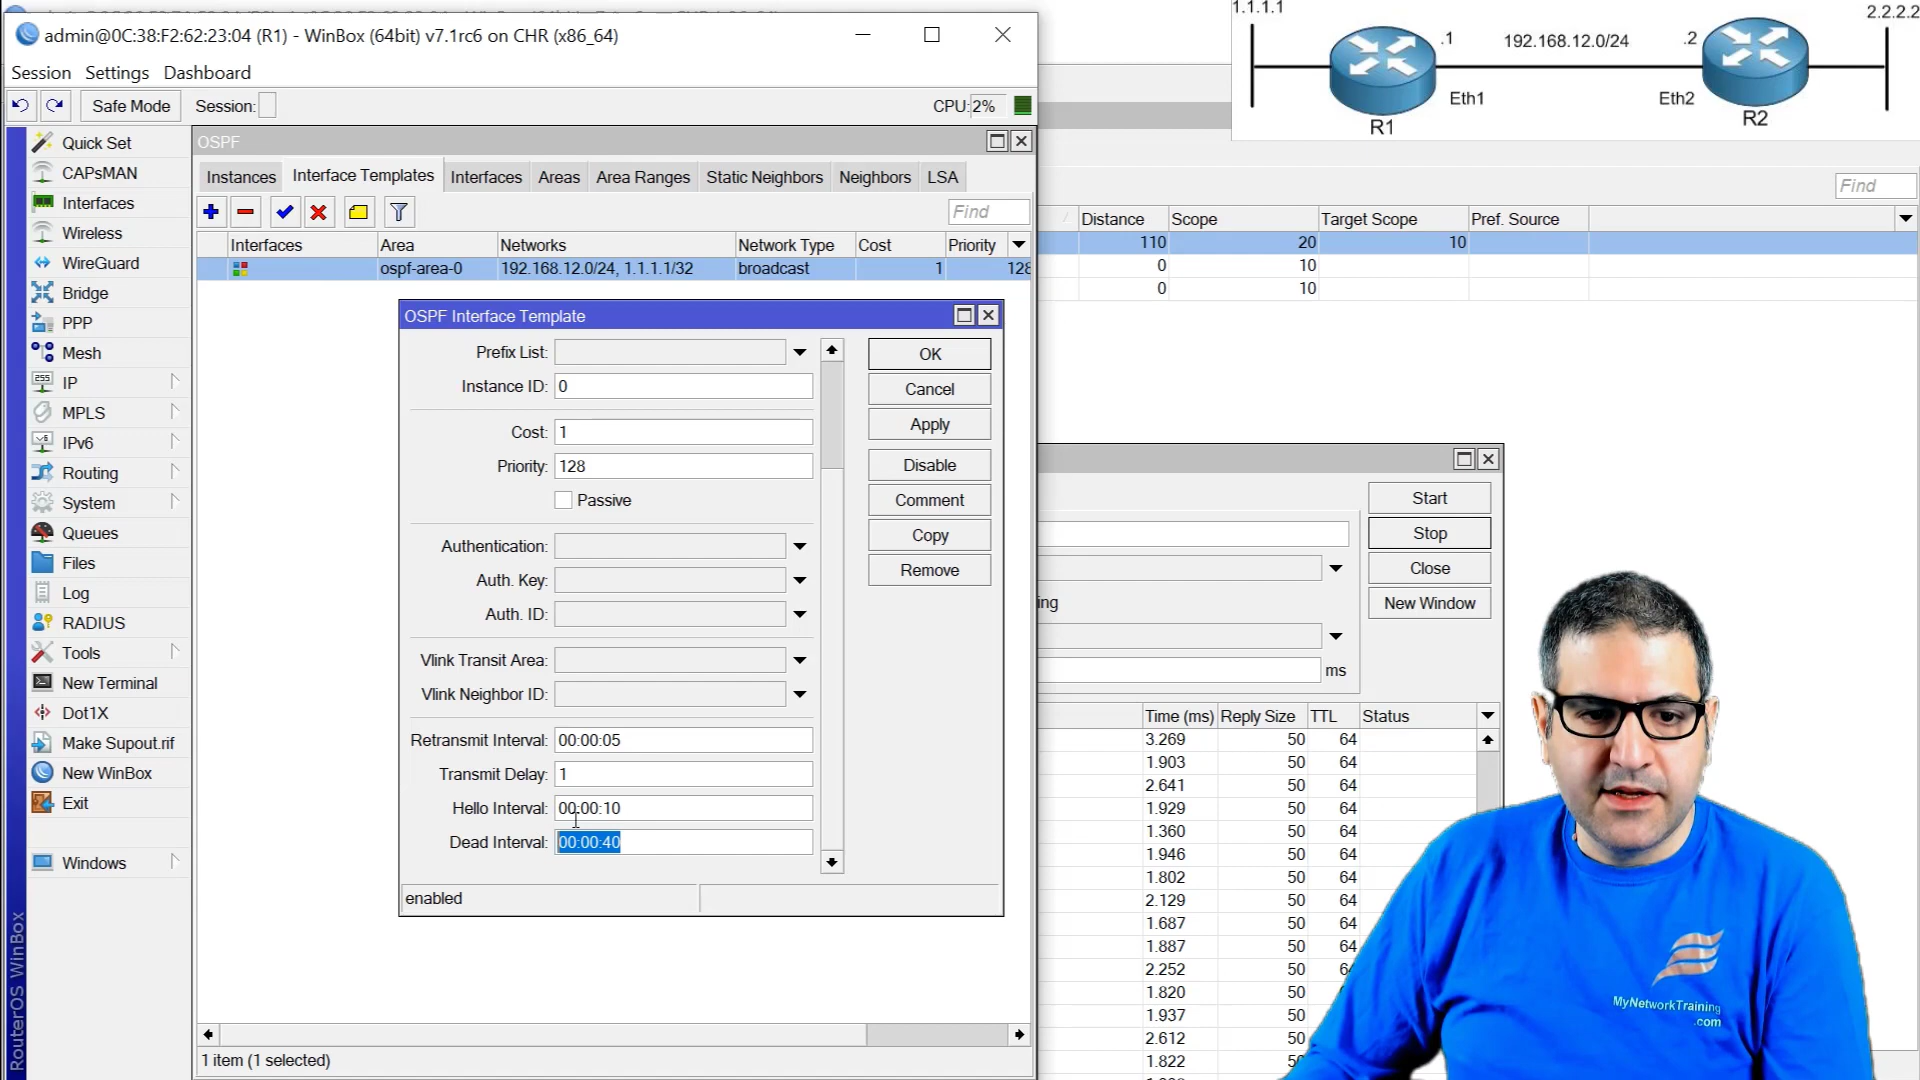 admin@0C:38:F2:62:23:04 (R1) - WinBox (64bit) v7.1rc6 on CHR (x86_64)
Session Settings Dashboard
Safe Mode Session: CPU: 2%
Quick Set
CAPsMAN
Interfaces
Wireless
WireGuard
Bridge
PPP
Mesh
IP
MPLS
IPv6
Routing
System
Queues
Files
Log
RADIUS
Tools
New Terminal
Dot1X
Make Supout.rif
New WinBox
Exit
Windows
RouterOS WinBox
OSPF
Instances Interface Templates Interfaces Areas Area Ranges Static Neighbors Neighbors LSA
Find
Interfaces Area Networks Network Type Cost Priority
ospf-area-0 192.168.12.0/24, 1.1.1.1/32 broadcast 1 128
OSPF Interface Template
Prefix List:
Instance ID: 0
Cost: 1
Priority: 128
Passive
Authentication:
Auth. Key:
Auth. ID:
Vlink Transit Area:
Vlink Neighbor ID:
Retransmit Interval: 00:00:05
Transmit Delay: 1
Hello Interval: 00:00:10
Dead Interval: 00:00:40
OK
Cancel
Apply
Disable
Comment
Copy
Remove
enabled
1 item (1 selected)
1.1.1.1 2.2.2.2
.1 192.168.12.0/24 .2
Eth1 Eth2
R1 R2
Find
Distance Scope Target Scope Pref. Source
110 20 10
0 10
0 10
Start
Stop
Close
New Window
ing
ms
Time (ms) Reply Size TTL Status
3.269 50 64
1.903 50 64
2.641 50 64
1.929 50 64
1.360 50 64
1.946 50 64
1.802 50 64
2.129 50 64
1.687 50 64
1.887 50 64
2.252 50 64
1.820 50 64
1.937 50
2.612 50
1.822 50
MyNetworkTraining
.com